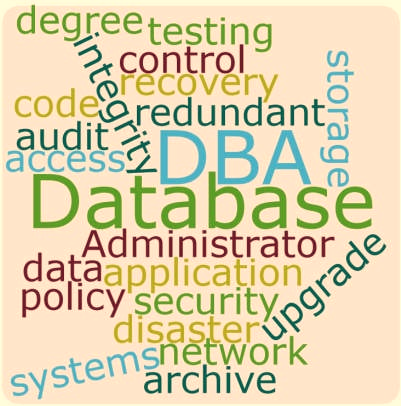 degree
testing
integrity
control
recovery
storage
code
redundant
audit
DBA
access
Database
Administrator
data
application
upgrade
policy
security
disaster
network
systems
archive